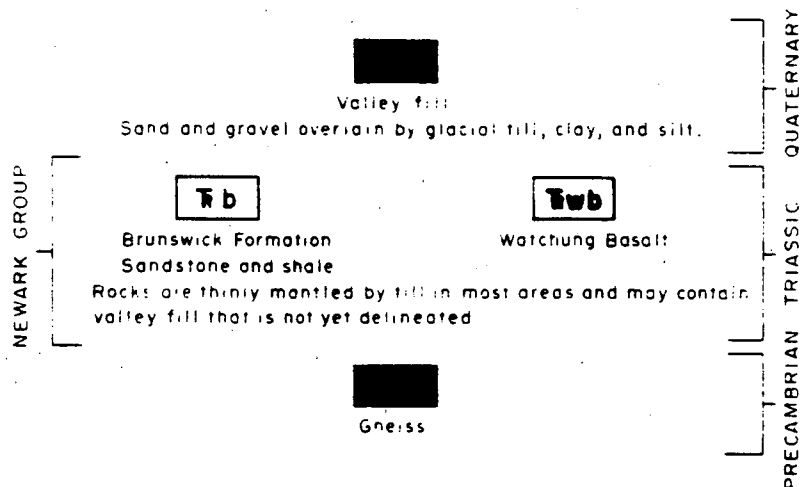 QUATERNARY
Valley fill
Sand and gravel overlain by glacial till, clay, and silt.
NEWARK GROUP
TRIASSIC
Ꞧb
Ꞧwb
Brunswick Formation
Watchung Basalt
Sandstone and shale
Rocks are thinly mantled by till in most areas and may contain
valley fill that is not yet delineated
PRECAMBRIAN
Gneiss